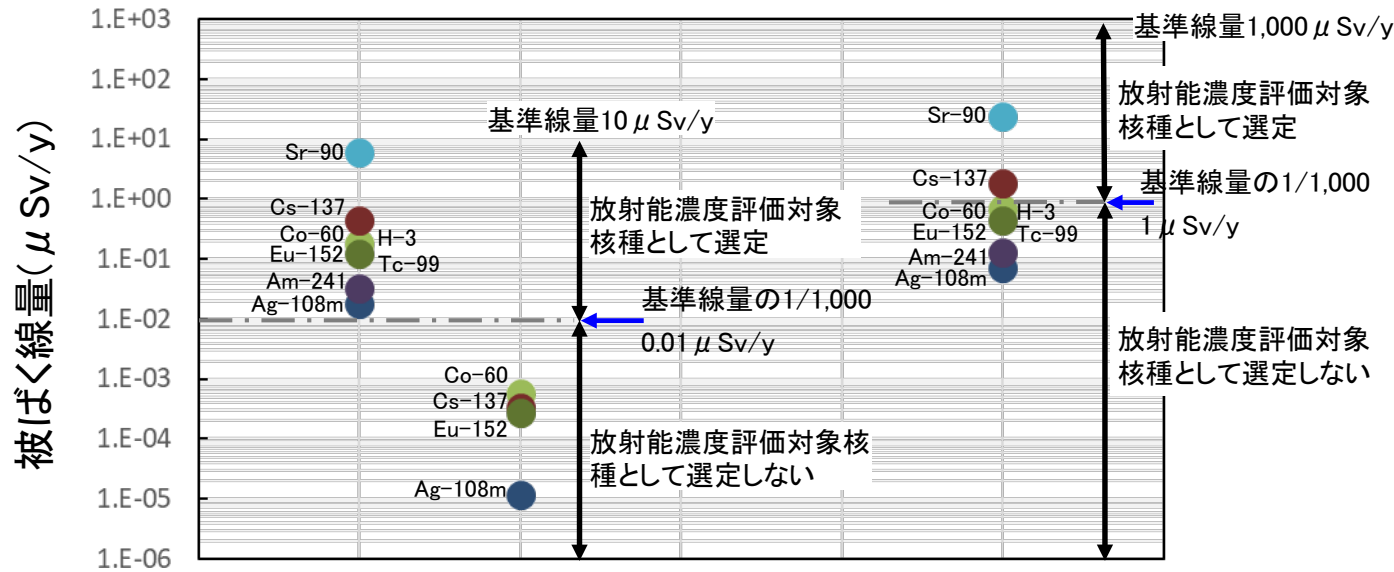 被ばく線量(μSv/y)
1.E+03
1.E+02
1.E+01
1.E+00
1.E-01
1.E-02
1.E-03
1.E-04
1.E-05
1.E-06
Sr-90
Cs-137
Co-60
H-3
Eu-152
Tc-99
Am-241
Ag-108m
Co-60
Cs-137
Eu-152
Ag-108m
基準線量10μSv/y
放射能濃度評価対象
核種として選定
基準線量の1/1,000
0.01μSv/y
放射能濃度評価対象核
種として選定しない
Sr-90
Cs-137
Co-60
H-3
Eu-152
Tc-99
Am-241
Ag-108m
基準線量1,000μSv/y
放射能濃度評価対象
核種として選定
基準線量の1/1,000
1μSv/y
放射能濃度評価対象
核種として選定しない